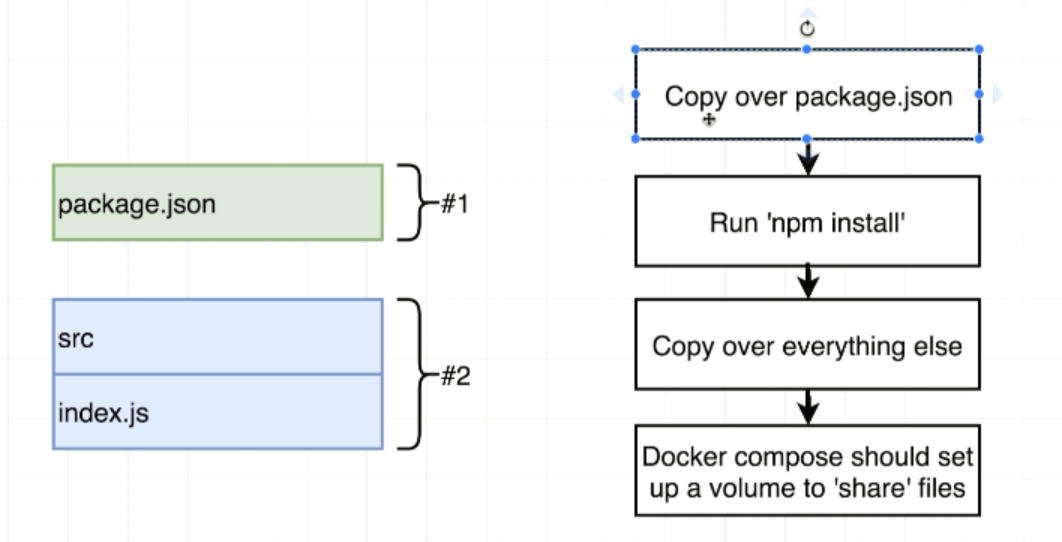 package.json
#1
src
index.js
#2
Copy over package.json
Run 'npm install'
Copy over everything else
Docker compose should set
up a volume to 'share' files